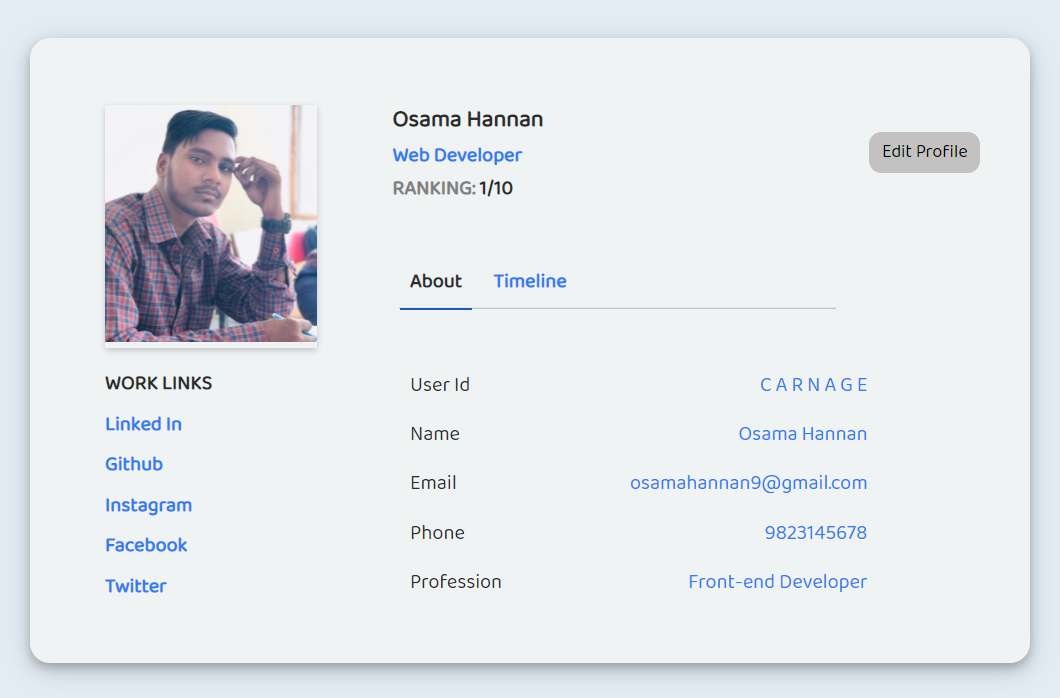 Osama Hannan
Web Developer
RANKING: 1/10
Edit Profile
About Timeline
WORK LINKS
Linked In
Github
Instagram
Facebook
Twitter
User Id C A R N A G E
Name Osama Hannan
Email osamahannan9@gmail.com
Phone 9823145678
Profession Front-end Developer